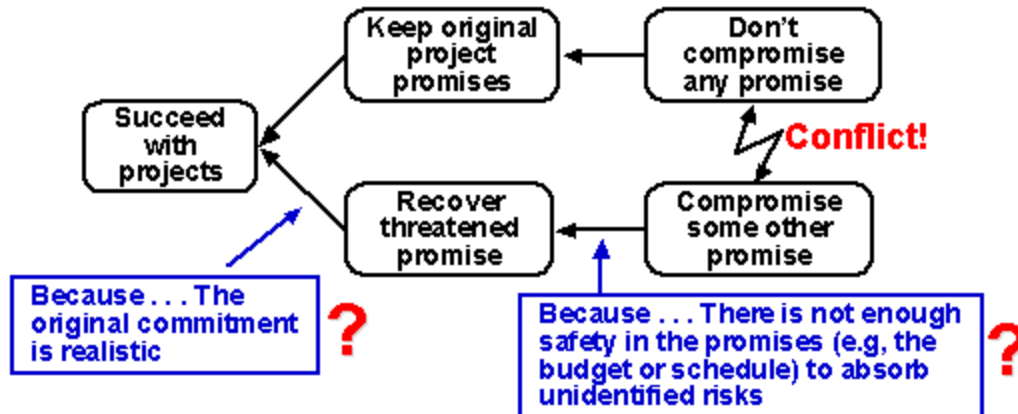 Keep original
project
promises
Don't
compromise
any promise
Succeed
with
projects
Conflict!
Recover
threatened
promise
Compromise
some other
promise
Because . . . The
original commitment
is realistic
?
Because . . . There is not enough
safety in the promises (e.g, the
budget or schedule) to absorb
unidentified risks
?